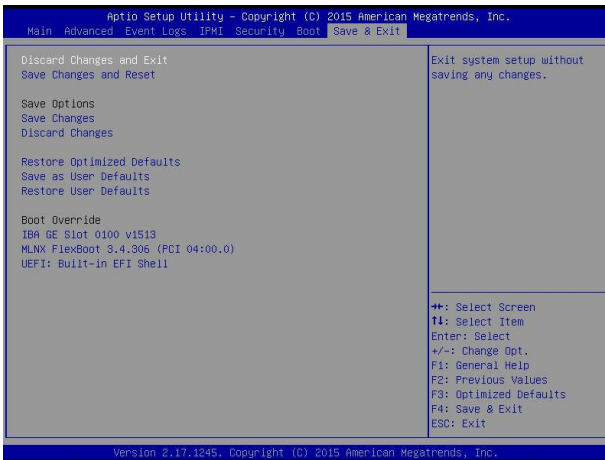 Aptio Setup Utility – Copyright (C) 2015 American Megatrends, Inc.
Main Advanced Event Logs IPMI Security Boot Save & Exit
Discard Changes and Exit
Save Changes and Reset
Save Options
Save Changes
Discard Changes
Restore Optimized Defaults
Save as User Defaults
Restore User Defaults
Boot Override
IBA GE Slot 0100 v1513
MLNX FlexBoot 3.4.306 (PCI 04:00.0)
UEFI: Built-in EFI Shell
Exit system setup without
saving any changes.
→←: Select Screen
↑↓: Select Item
Enter: Select
+/-: Change Opt.
F1: General Help
F2: Previous Values
F3: Optimized Defaults
F4: Save & Exit
ESC: Exit
Version 2.17.1245. Copyright (C) 2015 American Megatrends, Inc.